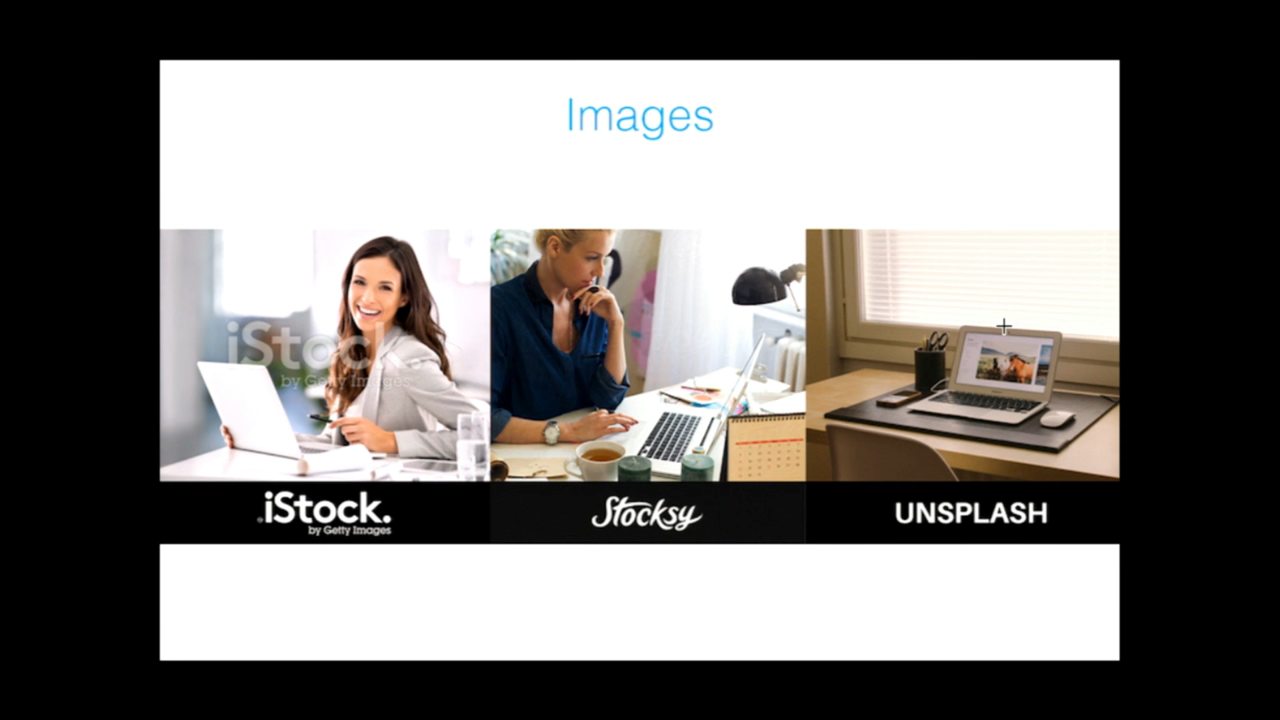 Images
iStock.
by Getty Images
iStock.
by Getty Images
Stocksy
UNSPLASH